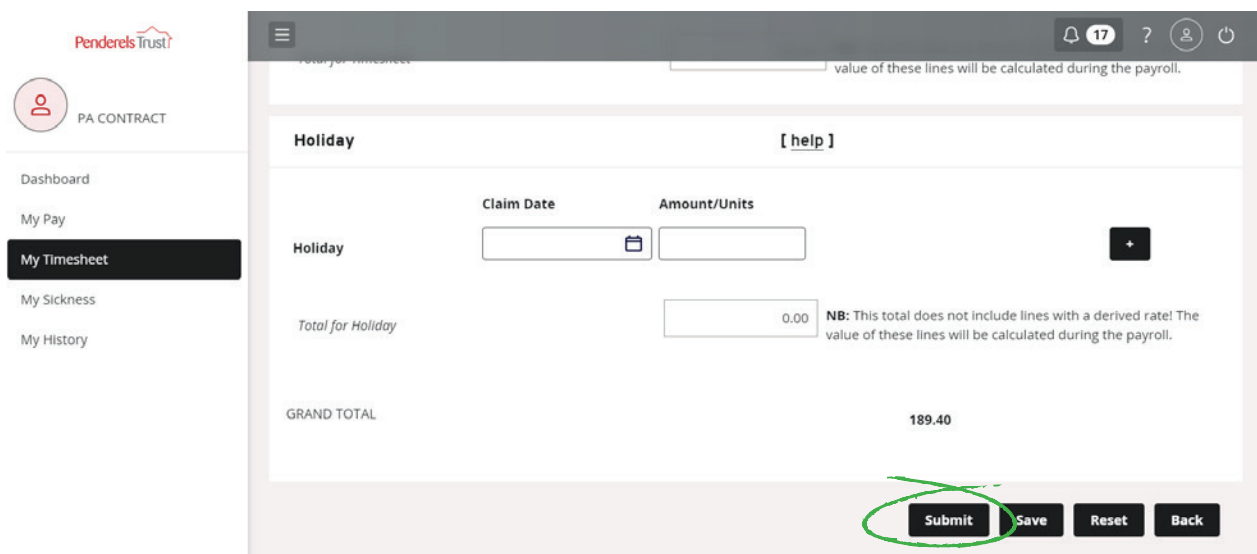 Penderels Trust
17 ?
PA CONTRACT
Dashboard
My Pay
My Timesheet
My Sickness
My History
Total for Timesheet
value of these lines will be calculated during the payroll.
Holiday [ help ]
Claim Date Amount/Units
Holiday +
Total for Holiday 0.00 NB: This total does not include lines with a derived rate! The
value of these lines will be calculated during the payroll.
GRAND TOTAL 189.40
Submit Save Reset Back